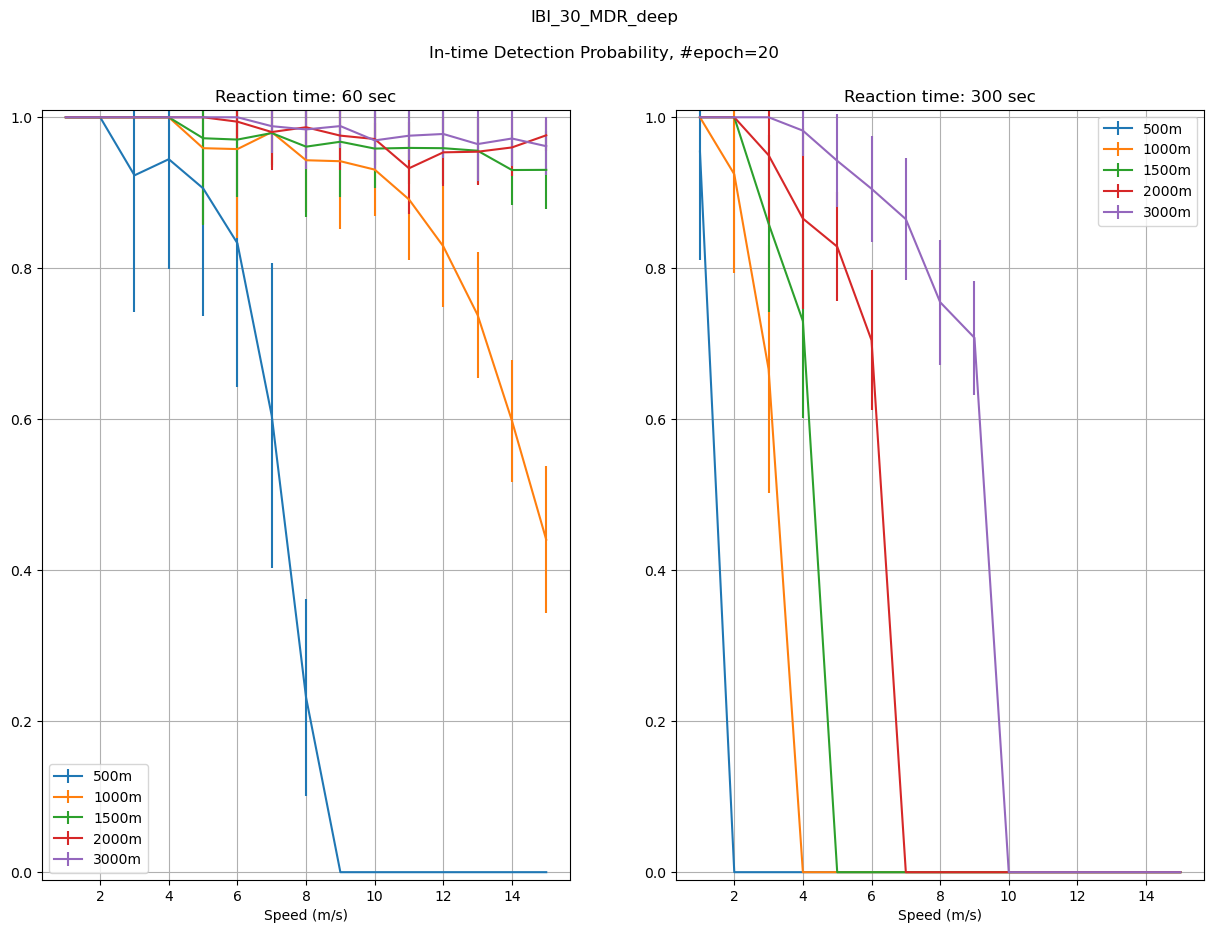 IBI_30_MDR_deep
In-time Detection Probability, #epoch=20
Reaction time: 60 sec
1.0
0.8
0.6
0.4
0.2
0.0
500m
1000m
1500m
2000m
3000m
2 4 6 8 10 12 14
Speed (m/s)
Reaction time: 300 sec
1.0
0.8
0.6
0.4
0.2
0.0
500m
1000m
1500m
2000m
3000m
2 4 6 8 10 12 14
Speed (m/s)